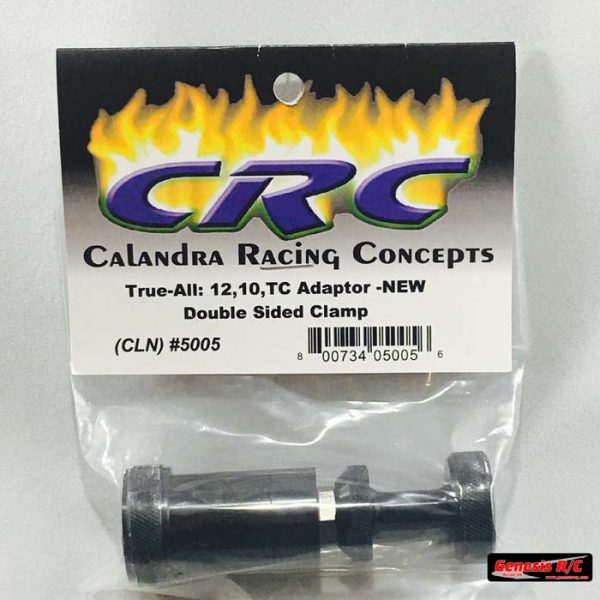 CRC
Calandra Racing Concepts
True-All: 12,10,TC Adaptor -NEW
Double Sided Clamp
(CLN) #5005
8 00734 05005 6
Genesis R/C